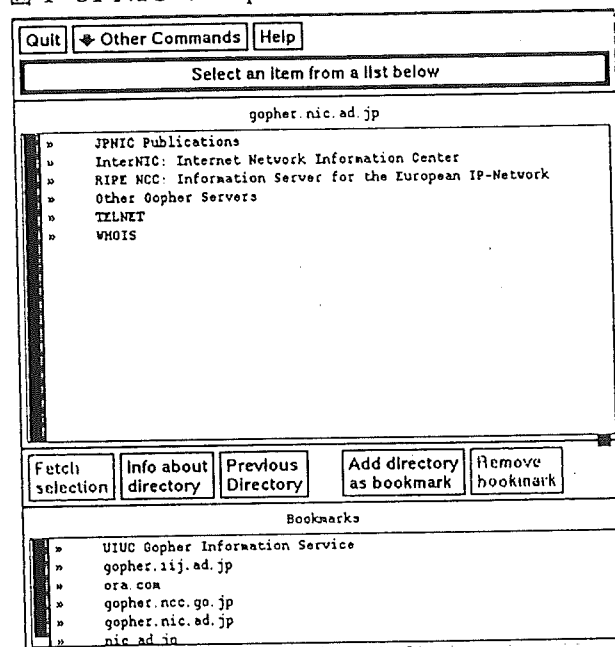 Quit Other Commands Help
Select an Item from a list below
gopher.nic.ad.jp
» JPNIC Publications
» InterNIC: Internet Network Information Center
» RIPE NCC: Information Server for the European IP-Network
» Other Gopher Servers
» TELNET
» WHOIS
Fetch selection
Info about directory
Previous Directory
Add directory as bookmark
Remove bookmark
Bookmarks
» UIUC Gopher Information Service
» gopher.iij.ad.jp
» ora.com
» gopher.ncc.go.jp
» gopher.nic.ad.jp
» nic.ad.jp